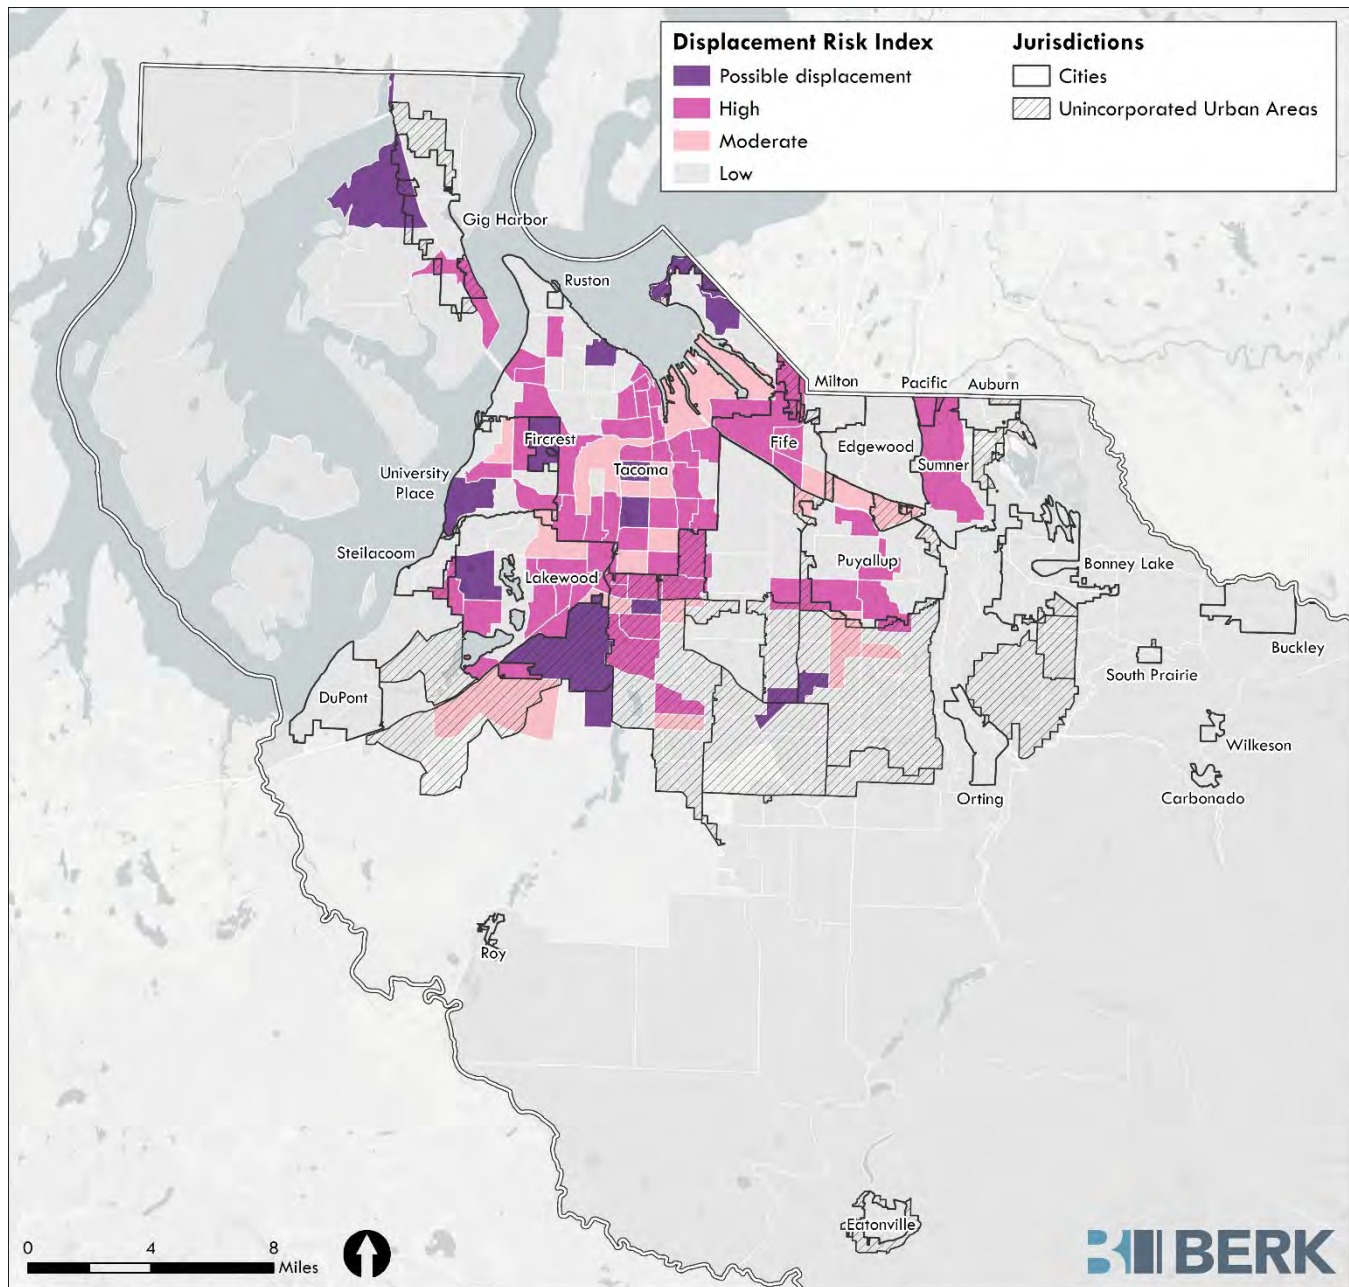 Displacement Risk Index
Possible displacement
High
Moderate
Low
Jurisdictions
Cities
Unincorporated Urban Areas
Gig Harbor
Ruston
Milton
Pacific
Auburn
Fircrest
Fife
Edgewood
Tacoma
Sumner
University
Place
Steilacoom
Lakewood
Puyallup
Bonney Lake
Buckley
South Prairie
DuPont
Wilkeson
Orting
Carbonado
Roy
Eatonville
0 4 8
Miles
BERK